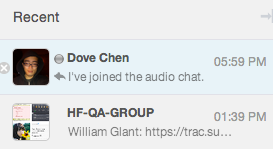 Recent
Dove Chen
05:59 PM
I've joined the audio chat.
HF-QA-GROUP
01:39 PM
William Glant: https://trac.su…